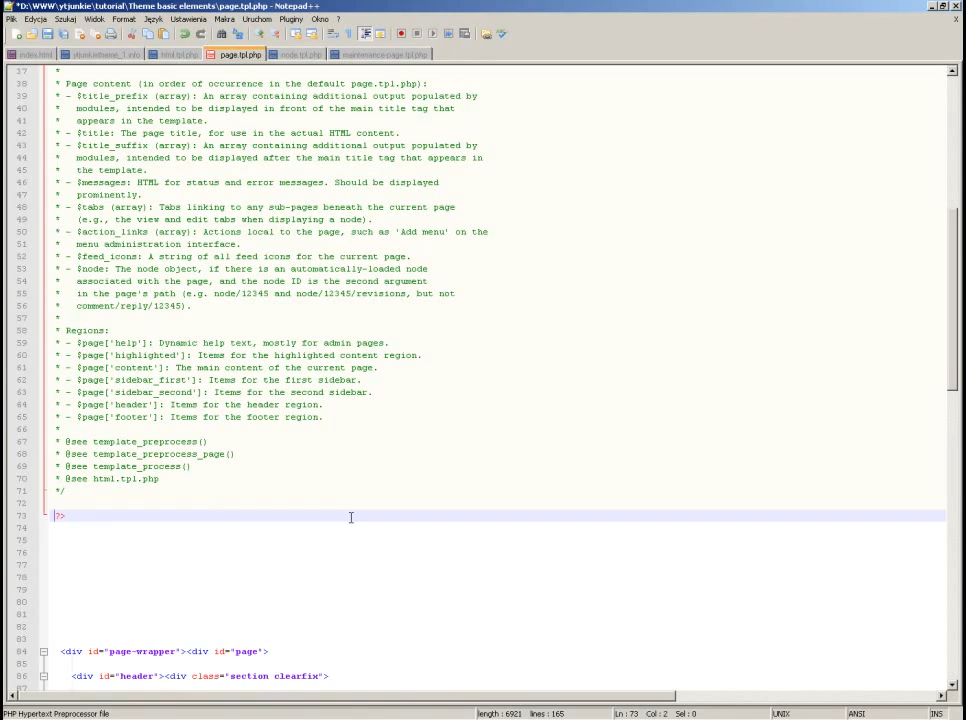 *D:\WWW\ytjunkie\tutorial\Theme basic elements\page.tpl.php - Notepad++
Plik Edycja Szukaj Widok Format Język Ustawienia Makra Uruchom Pluginy Okno ?
X
index.html ytjunkietheme_1.info html.tpl.php page.tpl.php node.tpl.php maintenance-page.tpl.php
37 *
38 * Page content (in order of occurrence in the default page.tpl.php):
39 * - $title_prefix (array): An array containing additional output populated by
40 * modules, intended to be displayed in front of the main title tag that
41 * appears in the template.
42 * - $title: The page title, for use in the actual HTML content.
43 * - $title_suffix (array): An array containing additional output populated by
44 * modules, intended to be displayed after the main title tag that appears in
45 * the template.
46 * - $messages: HTML for status and error messages. Should be displayed
47 * prominently.
48 * - $tabs (array): Tabs linking to any sub-pages beneath the current page
49 * (e.g., the view and edit tabs when displaying a node).
50 * - $action_links (array): Actions local to the page, such as 'Add menu' on the
51 * menu administration interface.
52 * - $feed_icons: A string of all feed icons for the current page.
53 * - $node: The node object, if there is an automatically-loaded node
54 * associated with the page, and the node ID is the second argument
55 * in the page's path (e.g. node/12345 and node/12345/revisions, but not
56 * comment/reply/12345).
57 *
58 * Regions:
59 * - $page['help']: Dynamic help text, mostly for admin pages.
60 * - $page['highlighted']: Items for the highlighted content region.
61 * - $page['content']: The main content of the current page.
62 * - $page['sidebar_first']: Items for the first sidebar.
63 * - $page['sidebar_second']: Items for the second sidebar.
64 * - $page['header']: Items for the header region.
65 * - $page['footer']: Items for the footer region.
66 *
67 * @see template_preprocess()
68 * @see template_preprocess_page()
69 * @see template_process()
70 * @see html.tpl.php
71 */
72
73 ?>
74
75
76
77
78
79
80
81
82
83
84 <div id="page-wrapper"><div id="page">
85
86 <div id="header"><div class="section clearfix">
87
PHP Hypertext Preprocessor file length : 6921 lines : 165 Ln : 73 Col : 2 Sel : 0 UNIX ANSI INS